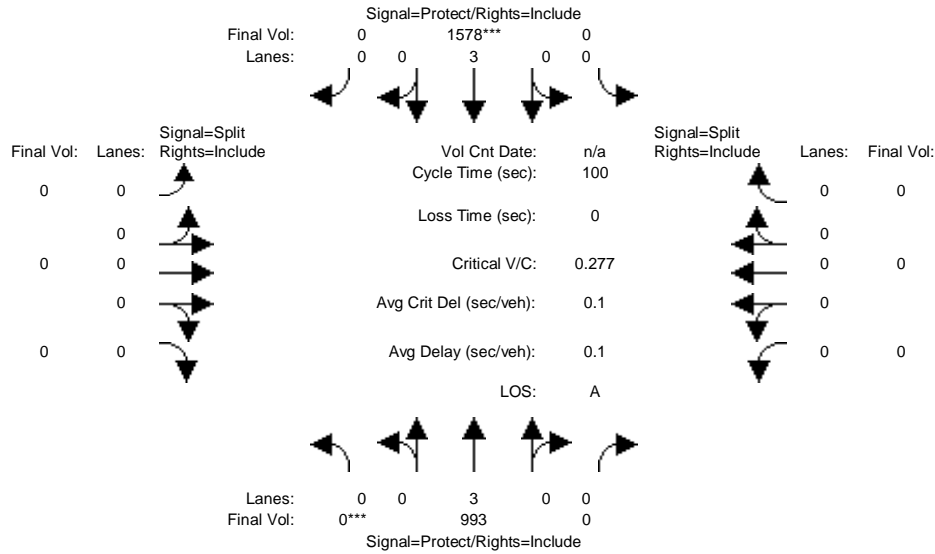 Signal=Protect/Rights=Include
Final Vol: 0 1578*** 0
Lanes: 0 0 3 0 0
Signal=Split Signal=Split
Final Vol: Lanes: Rights=Include Vol Cnt Date: n/a Rights=Include Lanes: Final Vol:
Cycle Time (sec): 100
0 0 0 0
Loss Time (sec): 0
0 0
0 0 Critical V/C: 0.277 0 0
0 Avg Crit Del (sec/veh): 0.1 0
0 0 Avg Delay (sec/veh): 0.1 0 0
LOS: A
Lanes: 0 0 3 0 0
Final Vol: 0*** 993 0
Signal=Protect/Rights=Include